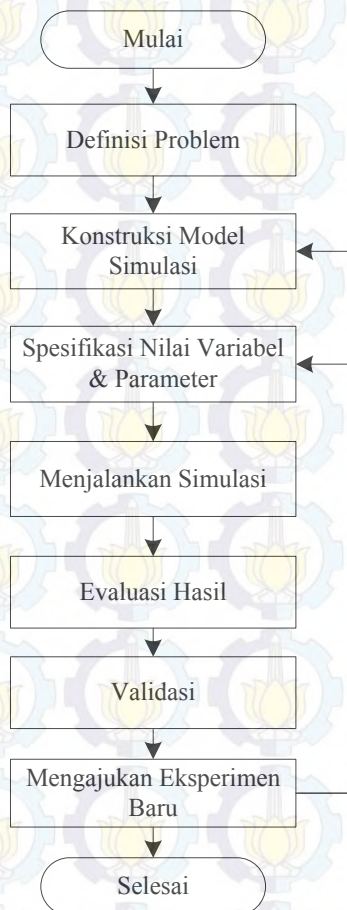 Mulai
Definisi Problem
Konstruksi Model
Simulasi
Spesifikasi Nilai Variabel
& Parameter
Menjalankan Simulasi
Evaluasi Hasil
Validasi
Mengajukan Eksperimen
Baru
Selesai